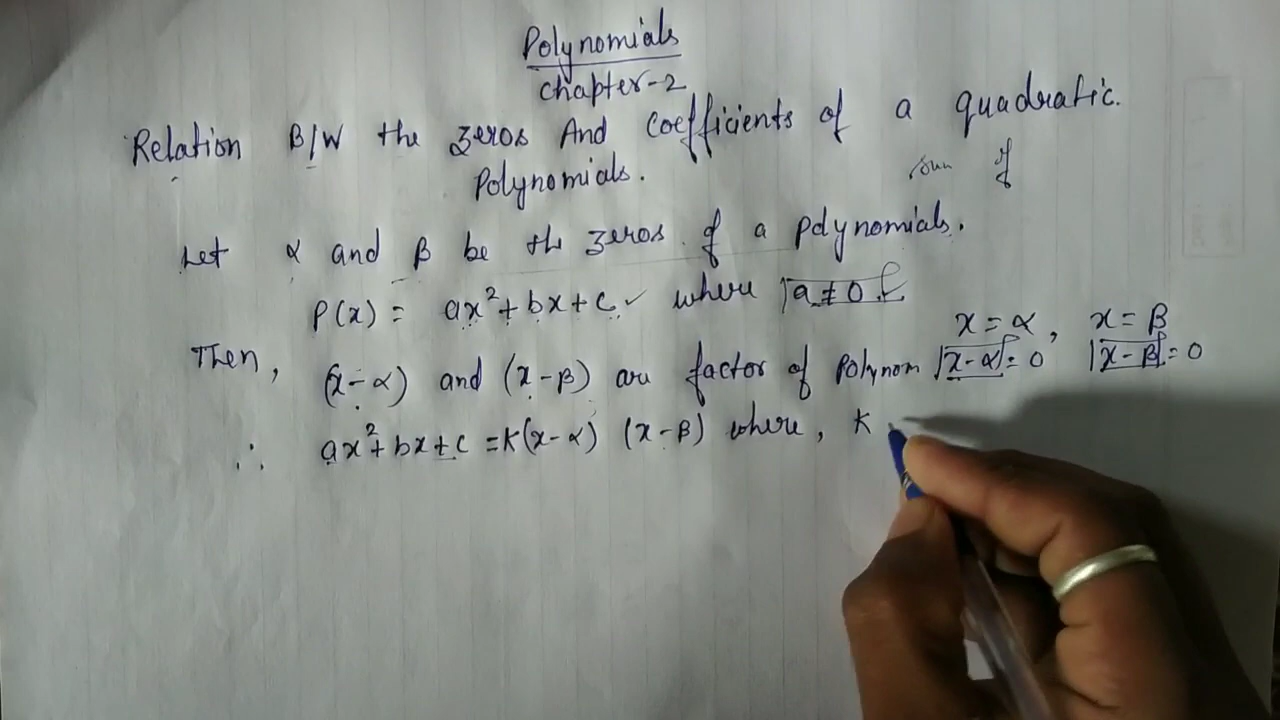 Polynomials
chapter-2
Relation B/W the zeros And Coefficients of a quadratic.
Polynomials.
sum of
Let α and β be the zeros of a polynomials.
P(x) = ax²+bx+c ✓ where a≠0
x=α, x=β
Then, (x-α) and (x-β) are factor of Polynom x-α=0 x-β=0
∴ ax²+bx+c =K(x-α) (x-β) where, K